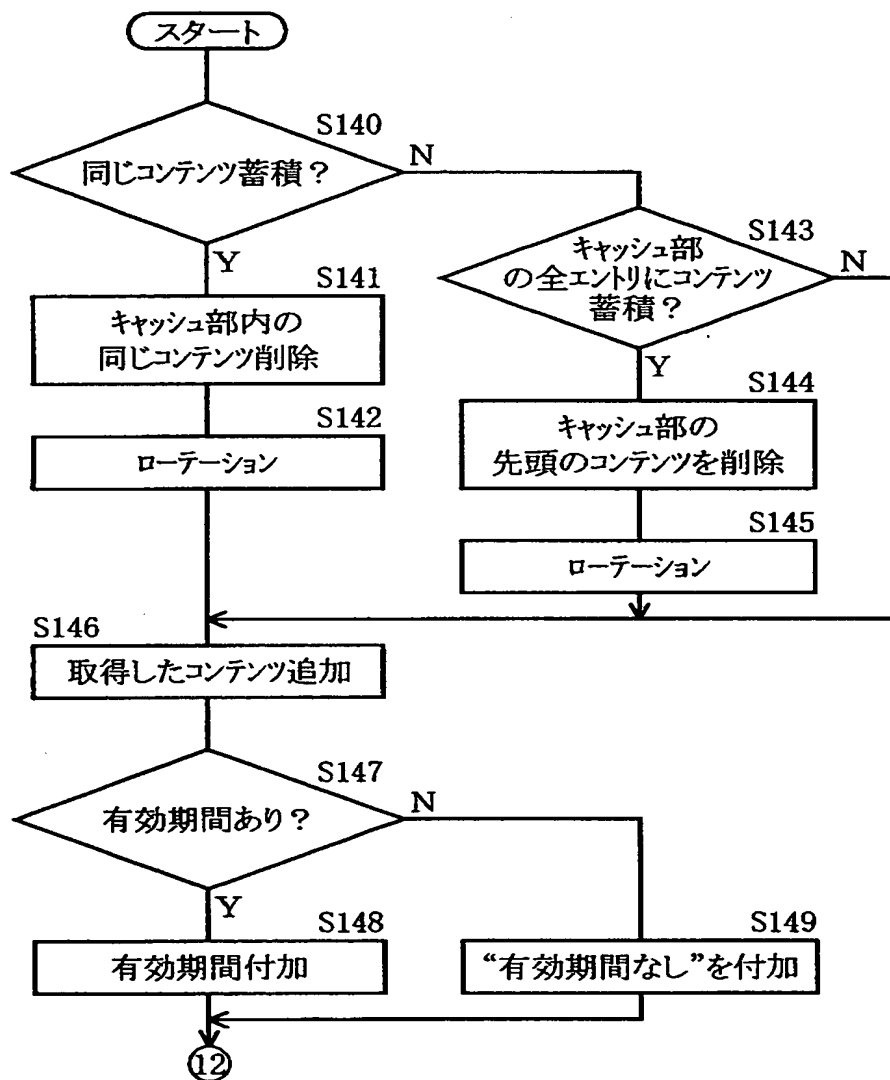 スタート
S140
同じコンテンツ蓄積？
N
Y
S143
キャッシュ部
の全エントリにコンテンツ
蓄積？
N
Y
S141
キャッシュ部内の
同じコンテンツ削除
S144
キャッシュ部の
先頭のコンテンツを削除
S142
ローテーション
S145
ローテーション
S146
取得したコンテンツ追加
S147
有効期間あり？
N
Y
S148
有効期間付加
S149
“有効期間なし”を付加
12